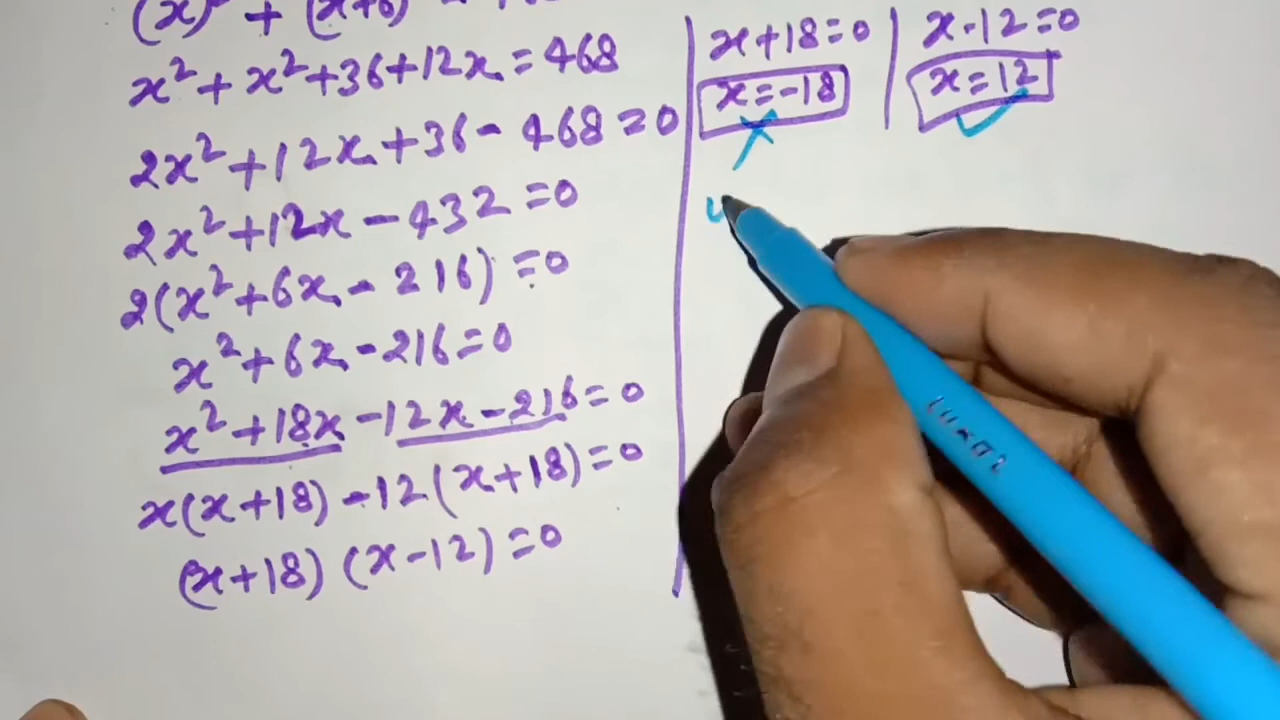 (x)² + (x+6)
x² + x² + 36 + 12x = 468
2x² + 12x + 36 - 468 = 0
2x² + 12x - 432 = 0
2(x² + 6x - 216) = 0
x² + 6x - 216 = 0
x² + 18x - 12x - 216 = 0
x(x+18) - 12(x+18) = 0
(x+18) (x-12) = 0
x+18=0
x=-18
x-12=0
x=12